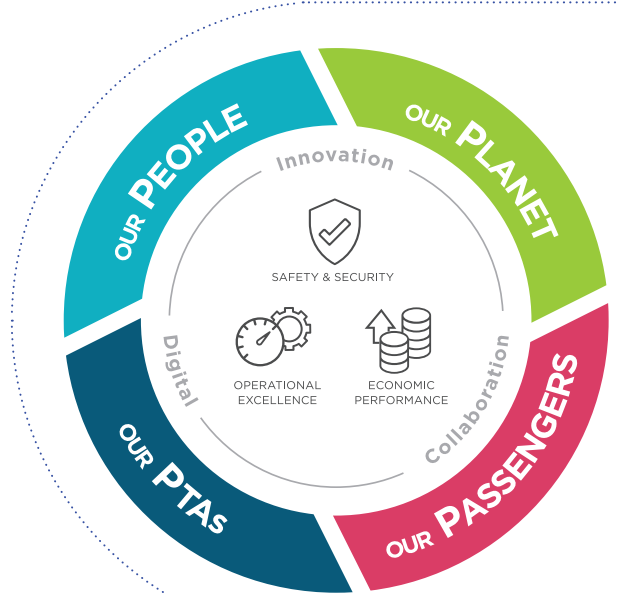 OUR PEOPLE
OUR PLANET
Innovation
SAFETY & SECURITY
Digital
Collaboration
OPERATIONAL
EXCELLENCE
ECONOMIC
PERFORMANCE
OUR PTAs
OUR PASSENGERS